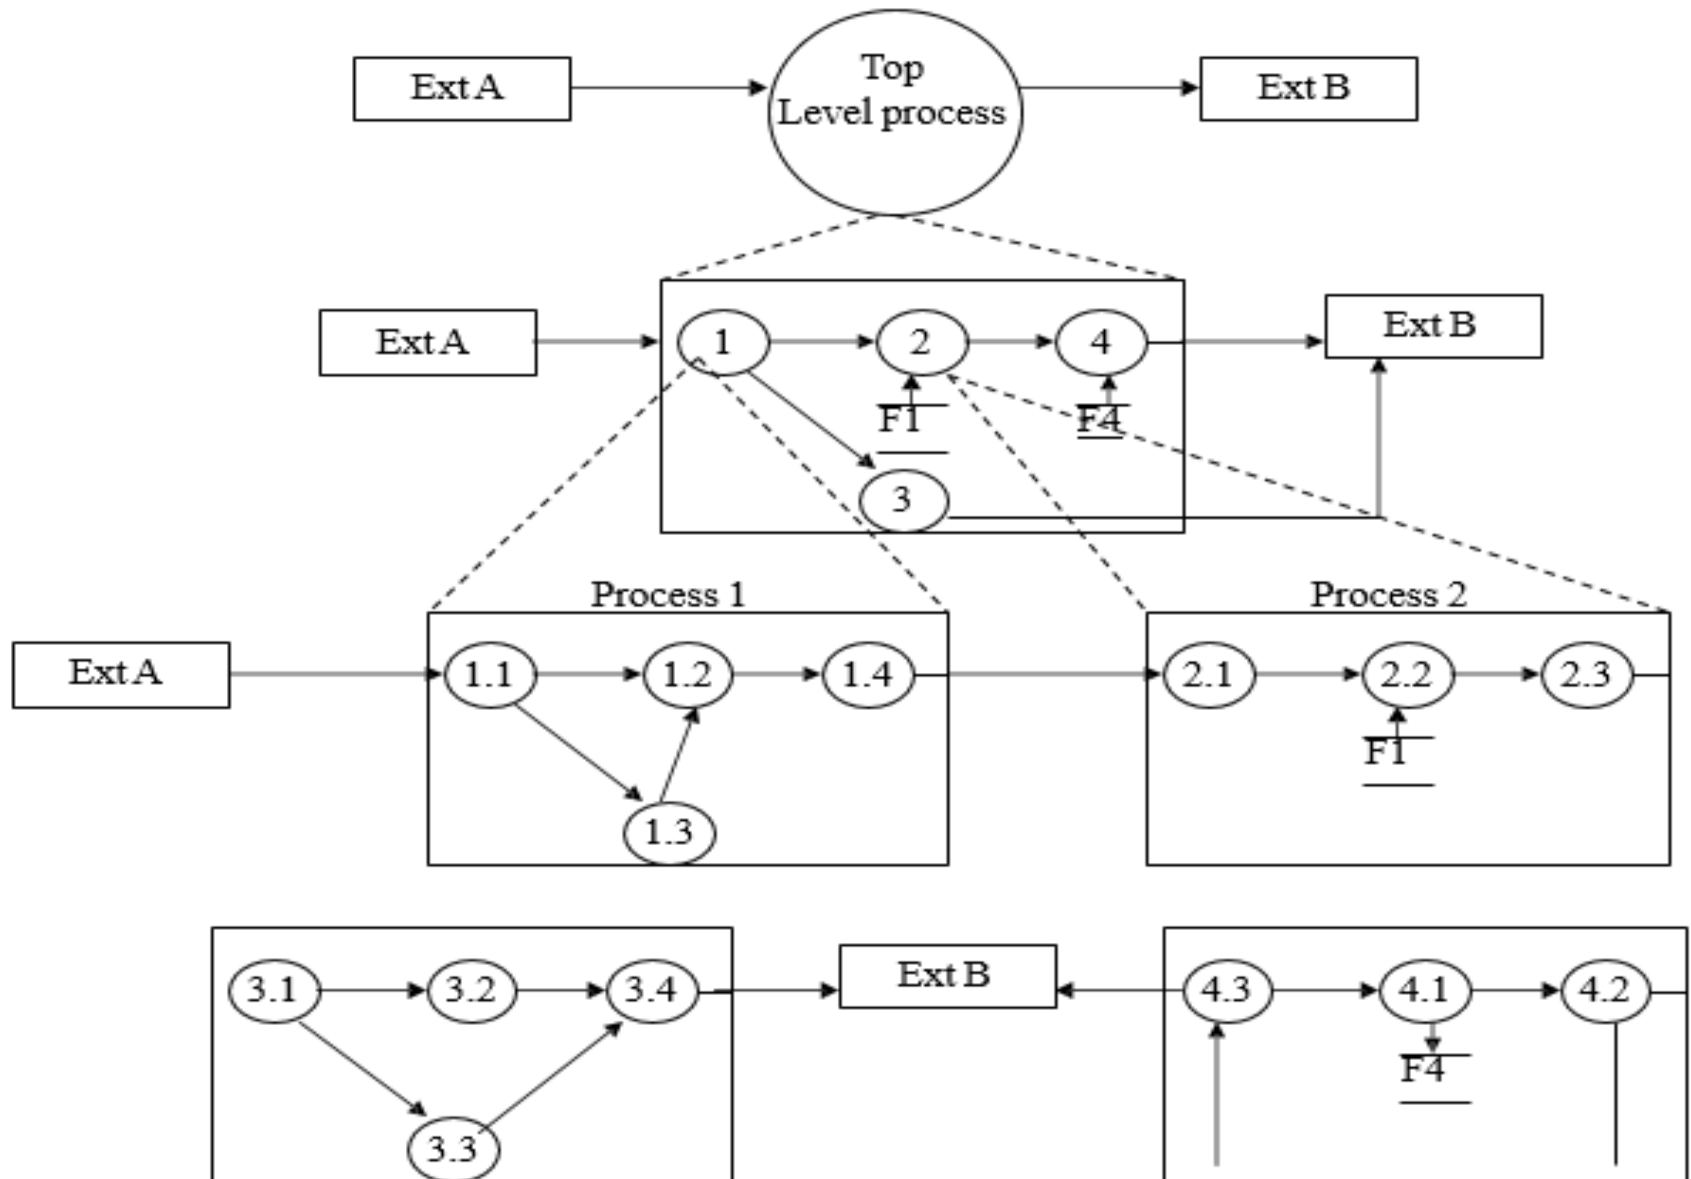 Top
Ext A
Level process
Ext B
Ext A
1
2
4
Ext B
F1
F4
3
Process 1
Process 2
Ext A
1.1
1.2
1.4
2.1
2.2
2.3
F1
1.3
3.1
3.2
3.4
Ext B
4.3
4.1
4.2
F4
3.3